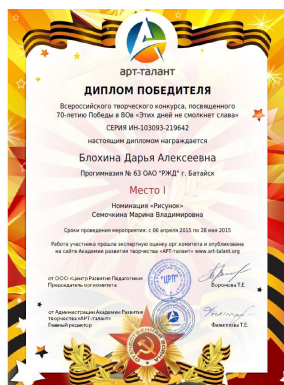 арт-талант
ДИПЛОМ ПОБЕДИТЕЛЯ
Всероссийского творческого конкурса, посвященного
70-летию Победы в ВОв «Этих дней не смолкнет слава»
СЕРИЯ ИН-103093-219642
настоящим дипломом награждается
Блохина Дарья Алексеевна
Прогимназия № 63 ОАО "РЖД" г. Батайск
Место I
Номинация «Рисунок»
Семочкина Марина Владимировна
Сроки проведения мероприятия: с 06 апреля 2015 по 28 мая 2015
Работа участника прошла экспертную оценку орг.комитета и опубликована
на сайте Академии развития творчества «АРТ-талант» www.art-talant.org
от ООО «Центр Развития Педагогики»
Председатель орг.комитета
Воронова Т.Е.
от Администрации Академии Развития
творчества «АРТ-талант»
Главный редактор
Филиппова Т.Е.
"ЦРП"